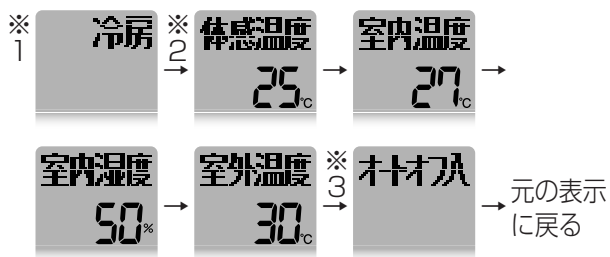 ※1
冷房
→
※2
体感温度
25℃
→
室内温度
27℃
→
室内湿度
50%
→
室外温度
30℃
※3
→
オートオフ入
→
元の表示
に戻る